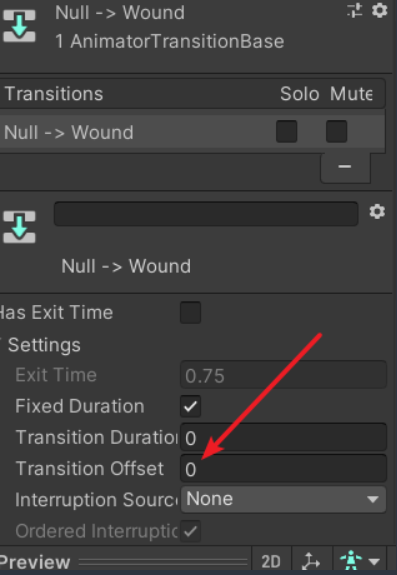 Null -> Wound
1 AnimatorTransitionBase
Transitions Solo Mute
Null -> Wound
Null -> Wound
Has Exit Time
Settings
Exit Time 0.75
Fixed Duration
Transition Duration 0
Transition Offset 0
Interruption Sourc None
Ordered Interruptic
Preview 2D